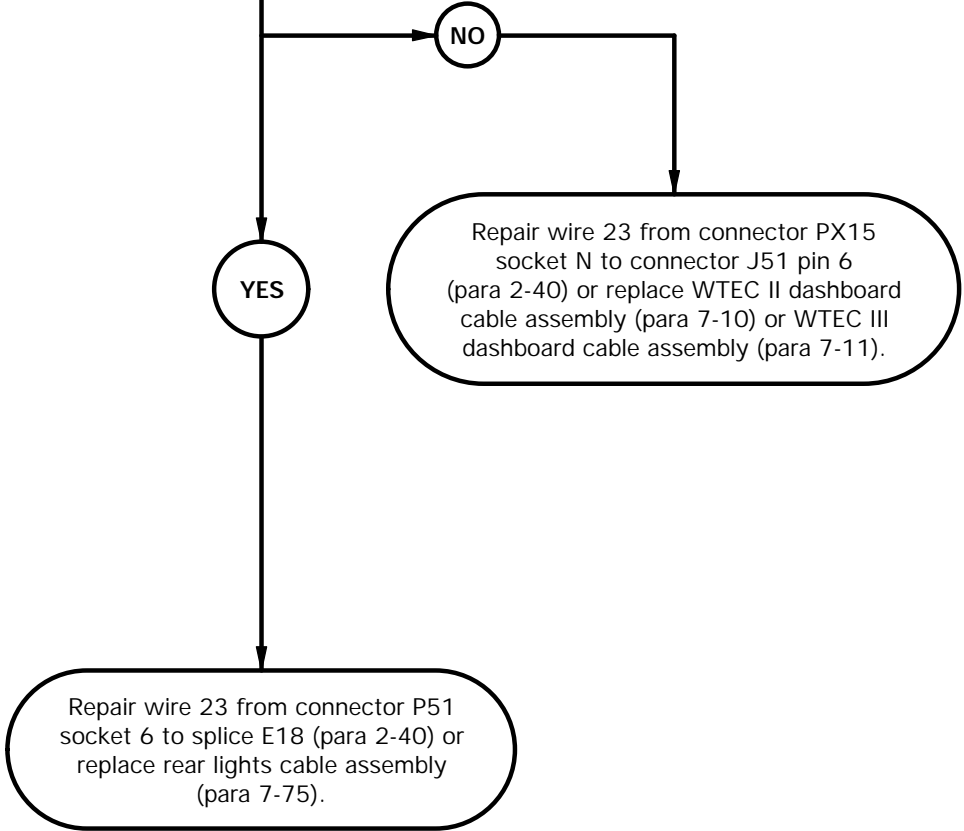 NO
Repair wire 23 from connector PX15
socket N to connector J51 pin 6
(para 2-40) or replace WTEC II dashboard
cable assembly (para 7-10) or WTEC III
dashboard cable assembly (para 7-11).
YES
Repair wire 23 from connector P51
socket 6 to splice E18 (para 2-40) or
replace rear lights cable assembly
(para 7-75).